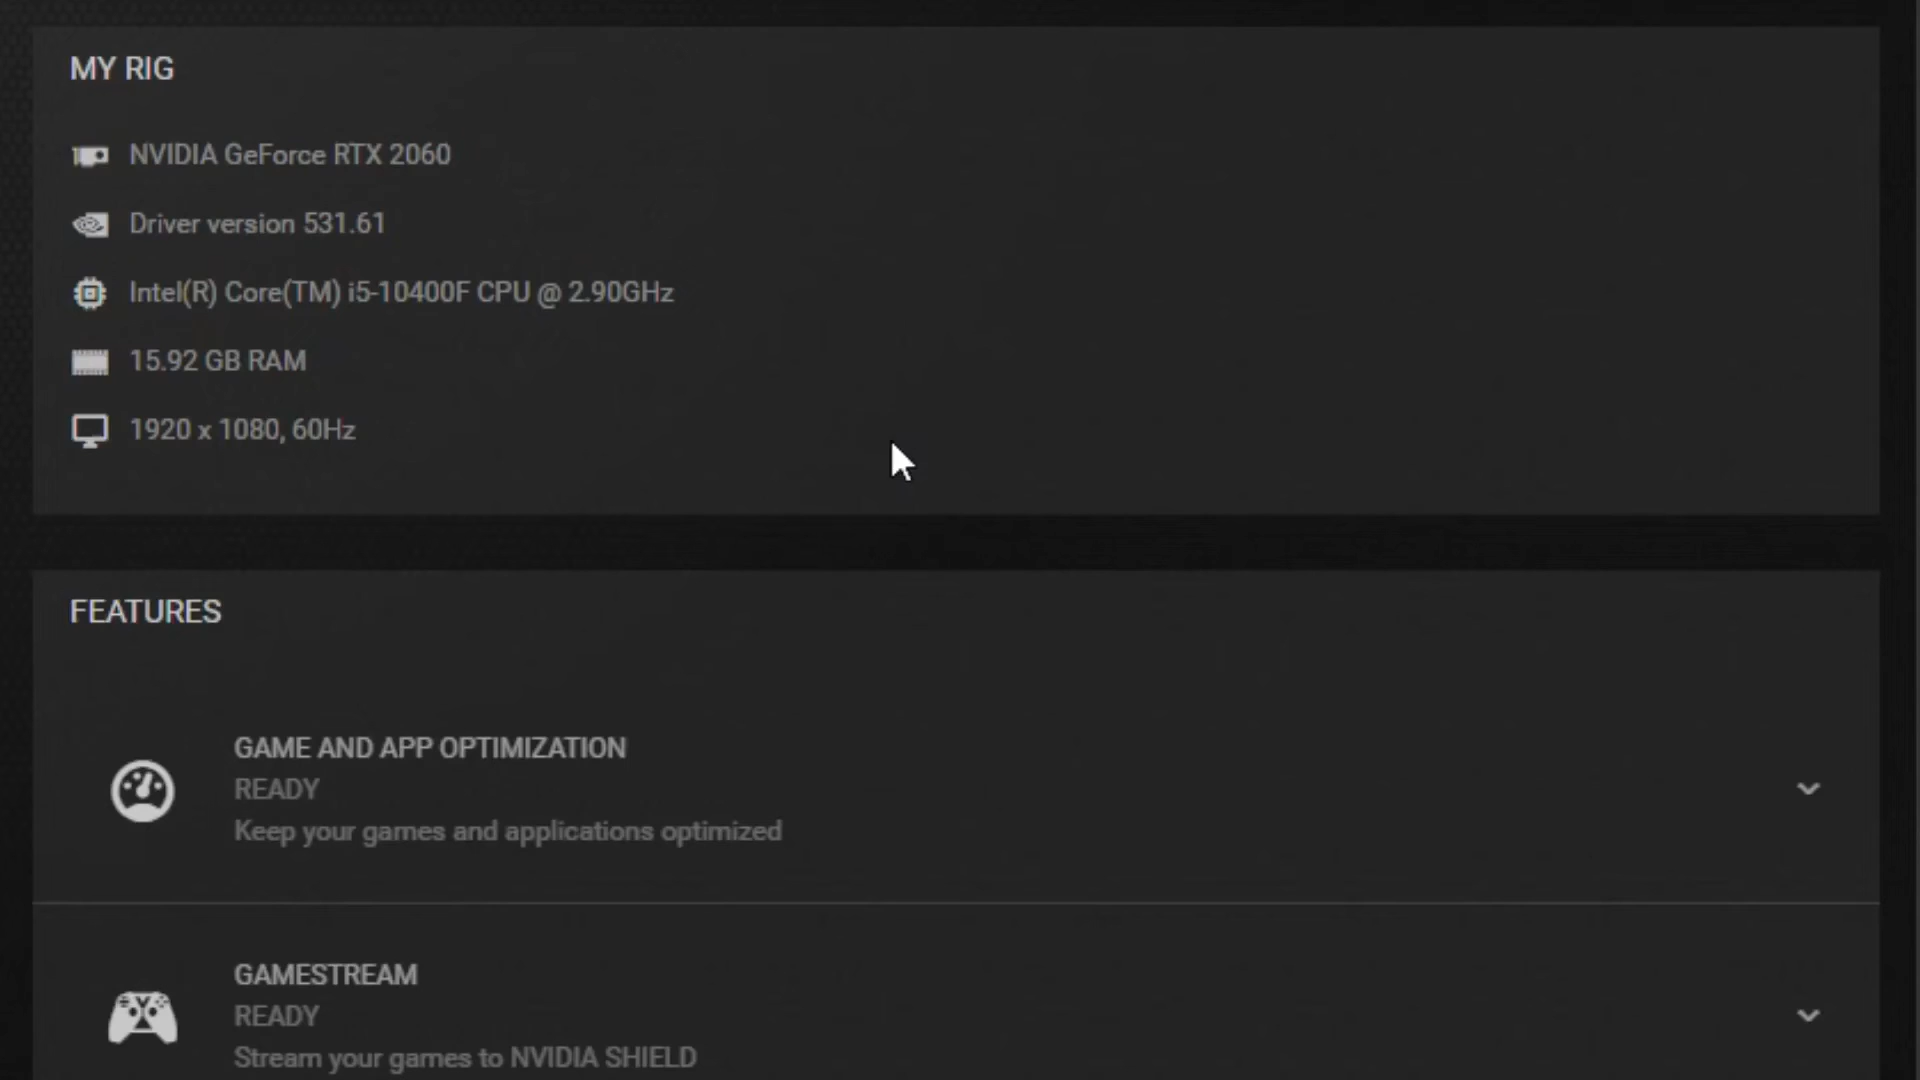 MY RIG
NVIDIA GeForce RTX 2060
Driver version 531.61
Intel(R) Core(TM) i5-10400F CPU @ 2.90GHz
15.92 GB RAM
1920 x 1080, 60Hz
FEATURES
GAME AND APP OPTIMIZATION
READY
Keep your games and applications optimized
GAMESTREAM
READY
Stream your games to NVIDIA SHIELD